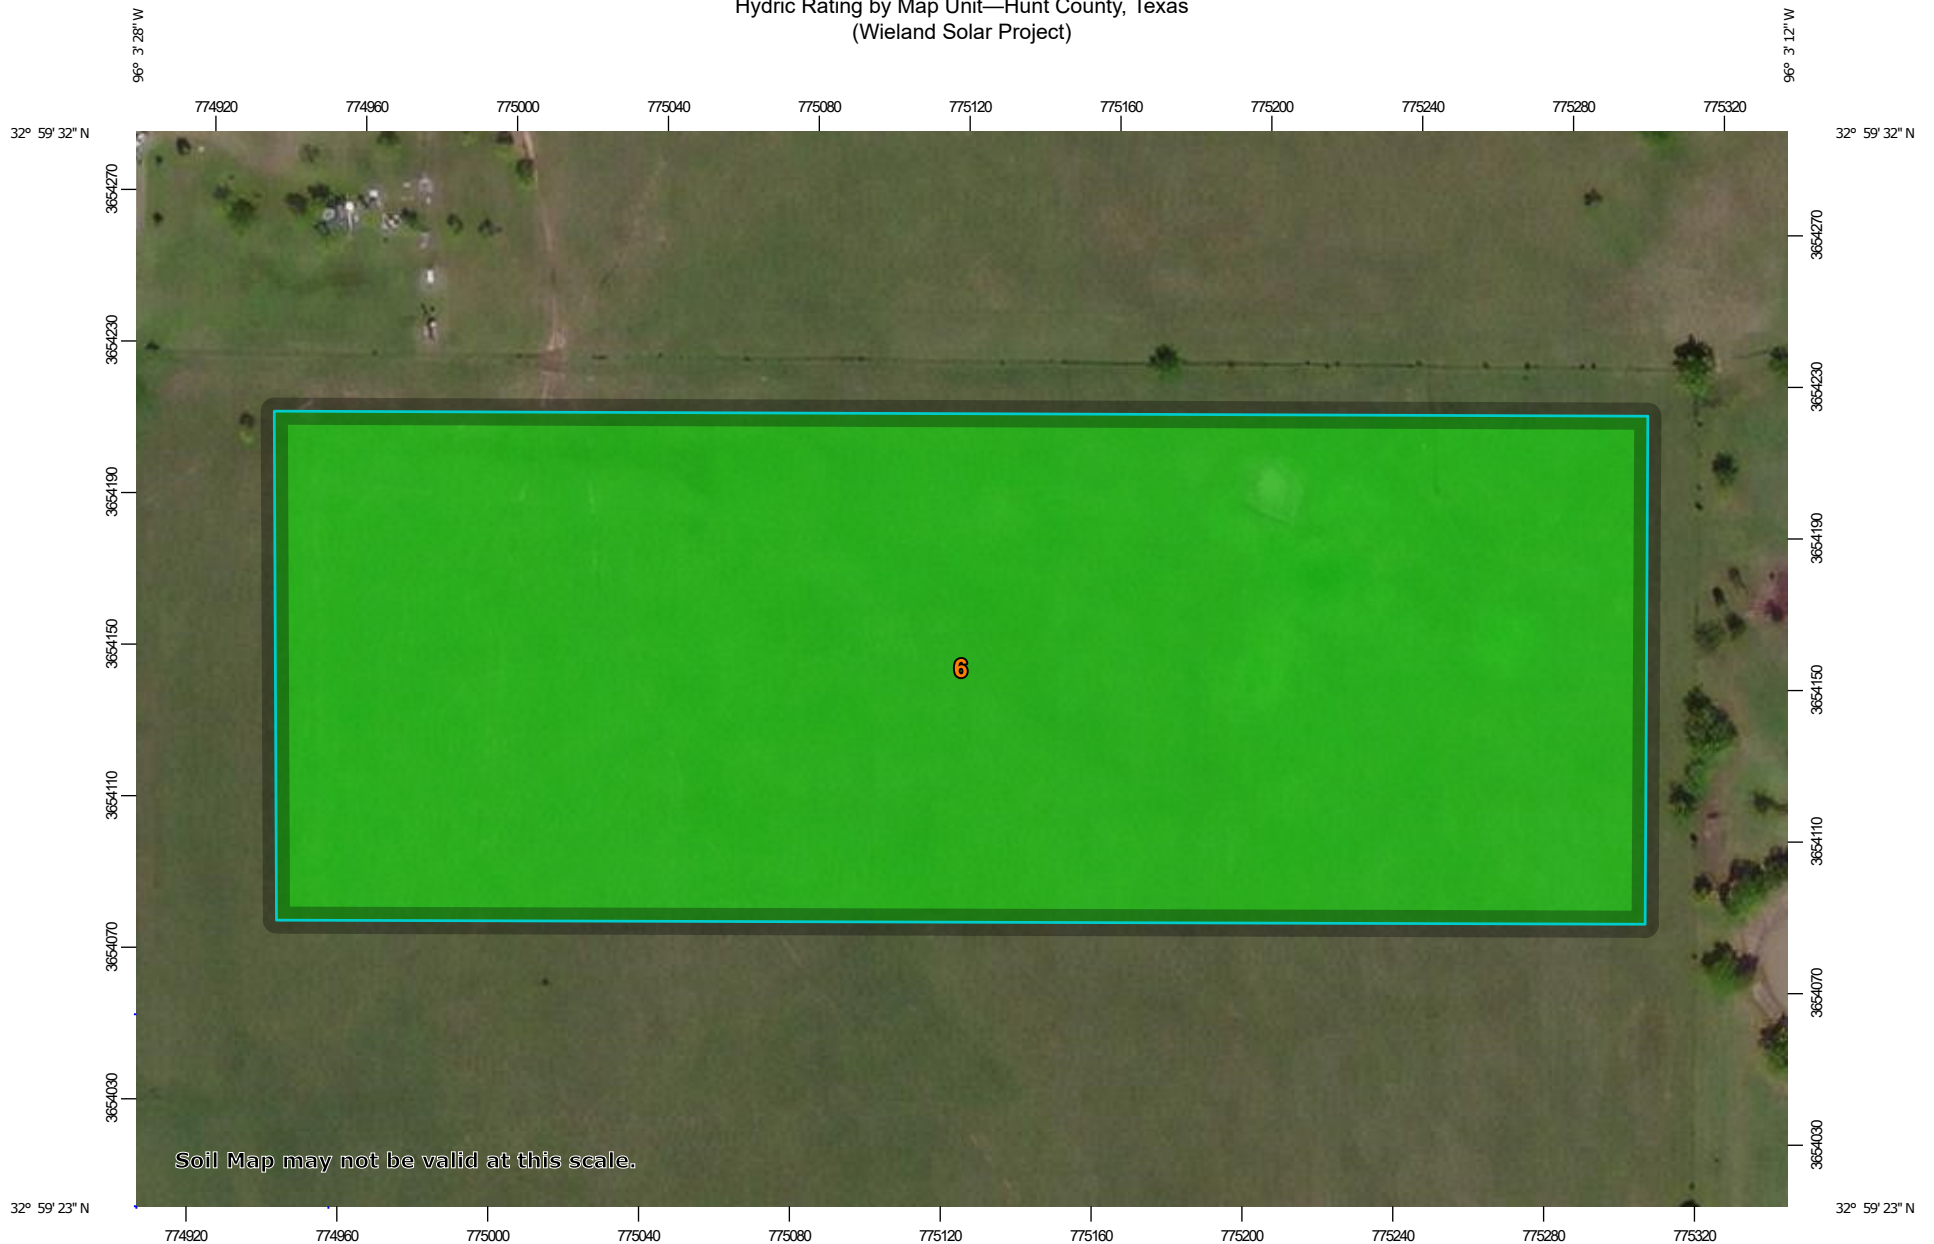 Hydric Rating by Map Unit—Hunt County, Texas
(Wieland Solar Project)
96° 3' 28'' W
96° 3' 12'' W
774920 774960 775000 775040 775080 775120 775160 775200 775240 775280 775320
32° 59' 32'' N
32° 59' 32'' N
3654270
3654270
3654230
3654230
3654190
3654190
3654150
3654150
6
3654110
3654110
3654070
3654070
3654030
3654030
Soil Map may not be valid at this scale.
32° 59' 23'' N
32° 59' 23'' N
774920 774960 775000 775040 775080 775120 775160 775200 775240 775280 775320